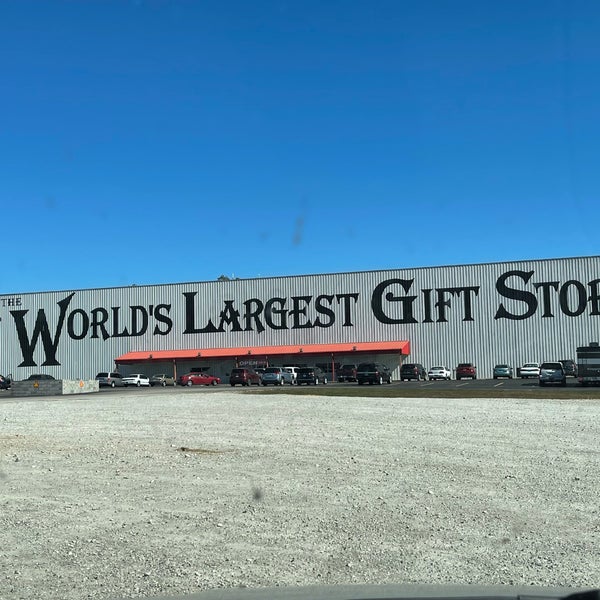 THE
WORLD'S LARGEST GIFT STOR
OPEN